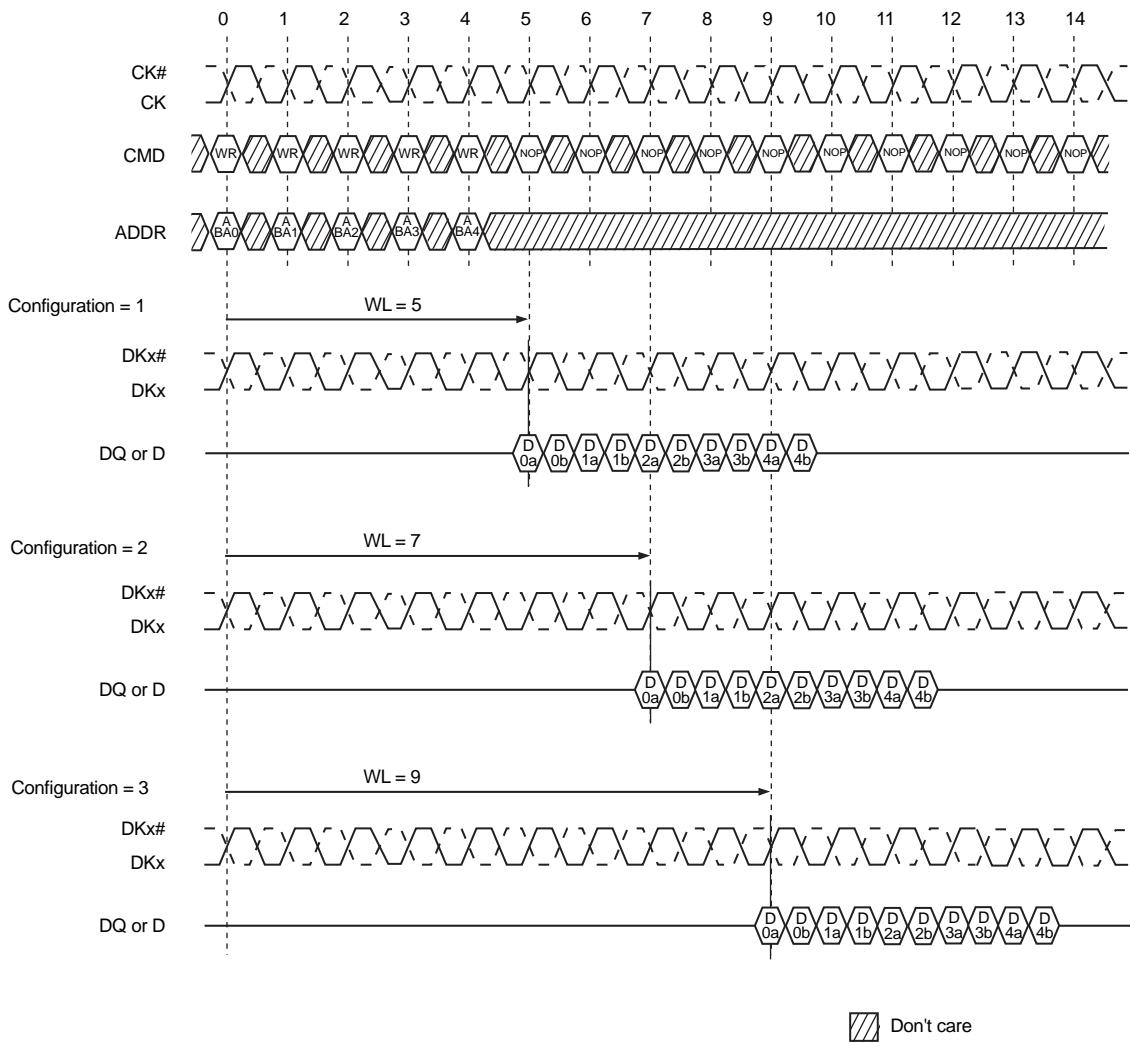 0 1 2 3 4 5 6 7 8 9 10 11 12 13 14
CK#
CK
CMD WR WR WR WR WR NOP NOP NOP NOP NOP NOP NOP NOP NOP NOP
ADDR A BA0 A BA1 A BA2 A BA3 A BA4
Configuration = 1 WL = 5
DKx#
DKx
DQ or D D 0a D 0b D 1a D 1b D 2a D 2b D 3a D 3b D 4a D 4b
Configuration = 2 WL = 7
DKx#
DKx
DQ or D D 0a D 0b D 1a D 1b D 2a D 2b D 3a D 3b D 4a D 4b
Configuration = 3 WL = 9
DKx#
DKx
DQ or D D 0a D 0b D 1a D 1b D 2a D 2b D 3a D 3b D 4a D 4b
Don't care